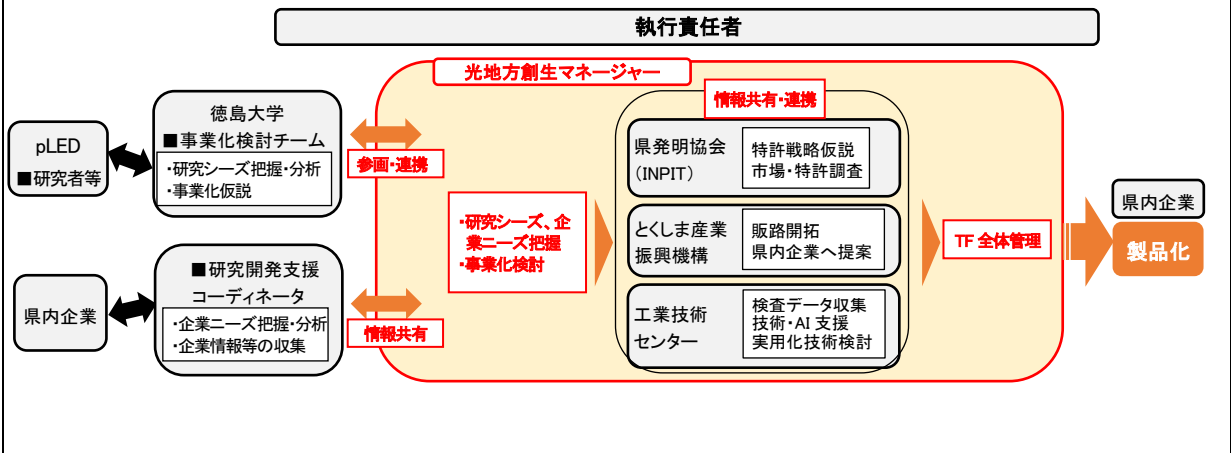 執行責任者
光地方創生マネージャー
pLED
■研究者等
徳島大学
■事業化検討チーム
・研究シーズ把握・分析
・事業化仮説
参画・連携
県内企業
■研究開発支援
コーディネータ
・企業ニーズ把握・分析
・企業情報等の収集
情報共有
・研究シーズ、企
業ニーズ把握
・事業化検討
情報共有・連携
県発明協会
(INPIT)
特許戦略仮説
市場・特許調査
とくしま産業
振興機構
販路開拓
県内企業へ提案
工業技術
センター
検査データ収集
技術・AI 支援
実用化技術検討
TF 全体管理
県内企業
製品化